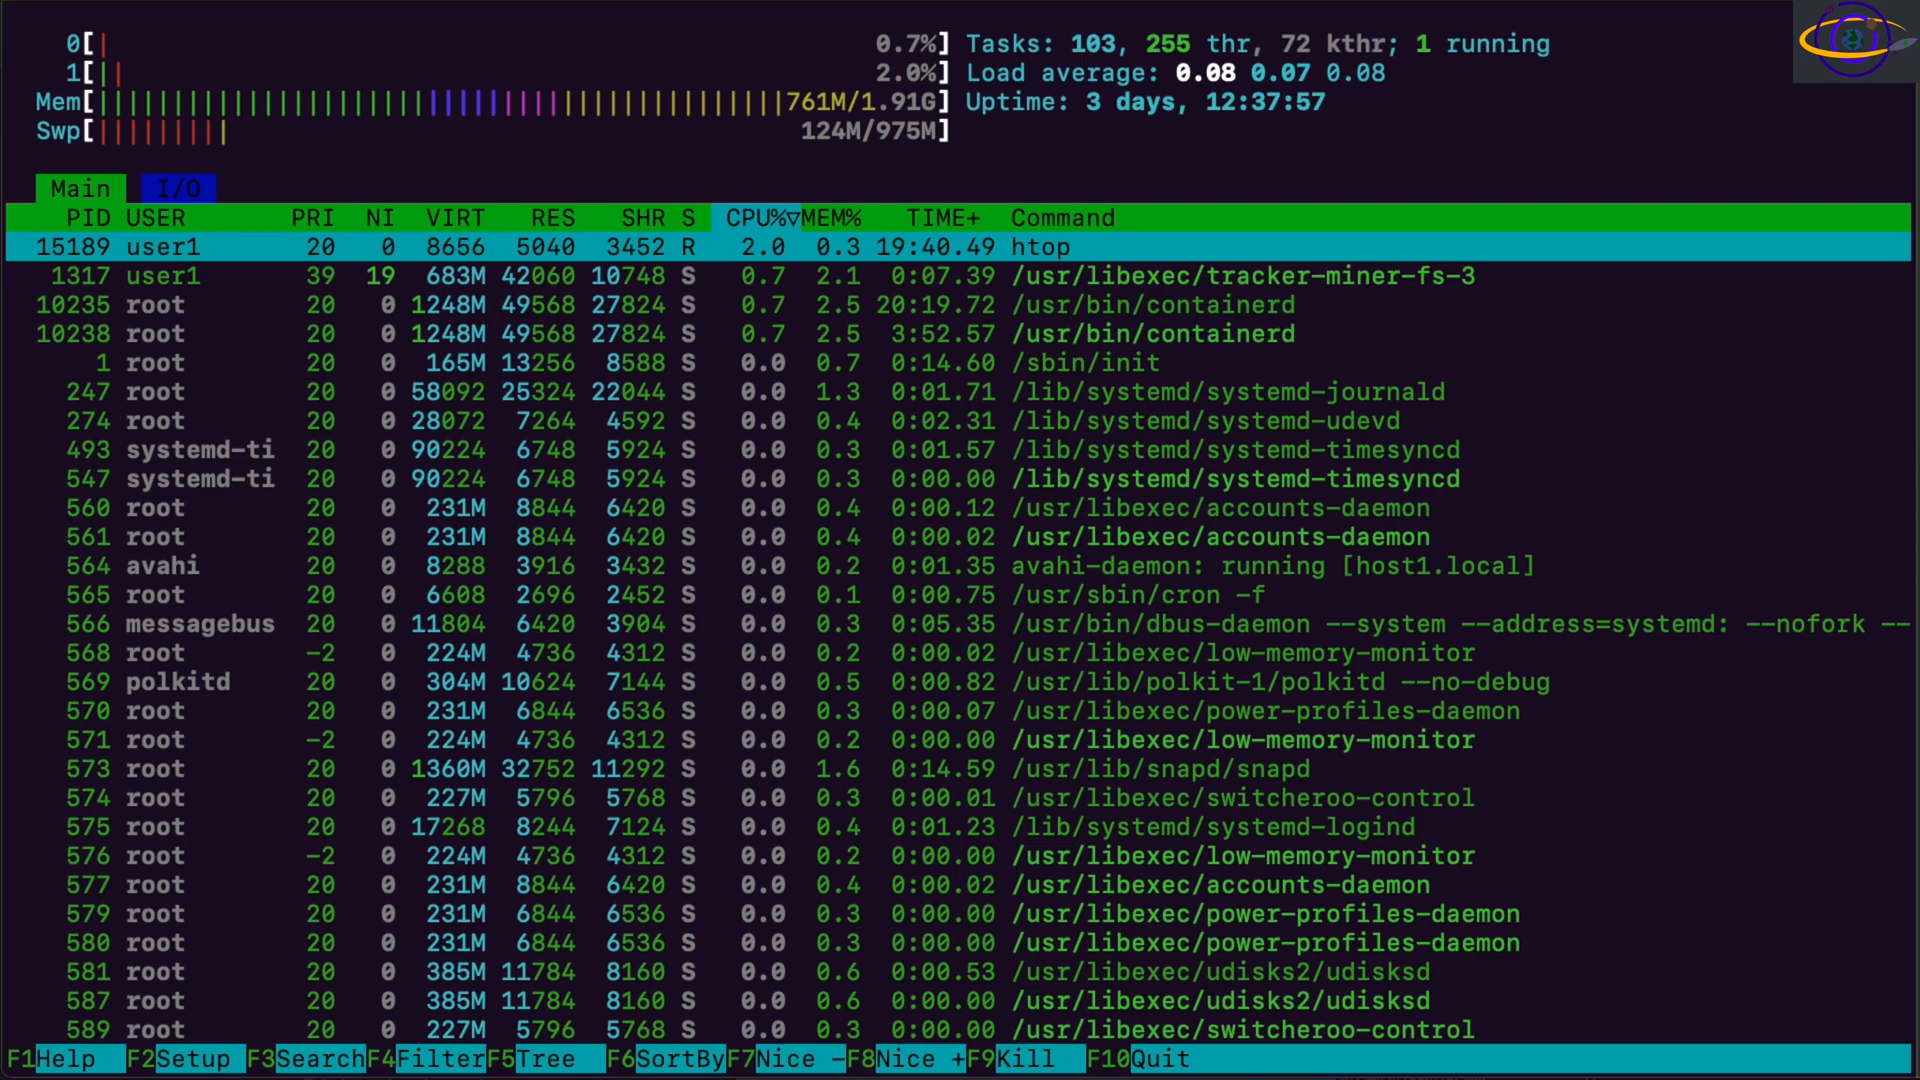 0[|                                                   0.7%] Tasks: 103, 255 thr, 72 kthr; 1 running
1[||                                                  2.0%] Load average: 0.08 0.07 0.08
Mem[||||||||||||||||||||||||||||||||||||||||||||||761M/1.91G] Uptime: 3 days, 12:37:57
Swp[|||||||||                                      124M/975M]
Main I/O
PID USER PRI NI VIRT RES SHR S CPU%▽MEM% TIME+ Command
15189 user1 20 0 8656 5040 3452 R 2.0 0.3 19:40.49 htop
1317 user1 39 19 683M 42060 10748 S 0.7 2.1 0:07.39 /usr/libexec/tracker-miner-fs-3
10235 root 20 0 1248M 49568 27824 S 0.7 2.5 20:19.72 /usr/bin/containerd
10238 root 20 0 1248M 49568 27824 S 0.7 2.5 3:52.57 /usr/bin/containerd
1 root 20 0 165M 13256 8588 S 0.0 0.7 0:14.60 /sbin/init
247 root 20 0 58092 25324 22044 S 0.0 1.3 0:01.71 /lib/systemd/systemd-journald
274 root 20 0 28072 7264 4592 S 0.0 0.4 0:02.31 /lib/systemd/systemd-udevd
493 systemd-ti 20 0 90224 6748 5924 S 0.0 0.3 0:01.57 /lib/systemd/systemd-timesyncd
547 systemd-ti 20 0 90224 6748 5924 S 0.0 0.3 0:00.00 /lib/systemd/systemd-timesyncd
560 root 20 0 231M 8844 6420 S 0.0 0.4 0:00.12 /usr/libexec/accounts-daemon
561 root 20 0 231M 8844 6420 S 0.0 0.4 0:00.02 /usr/libexec/accounts-daemon
564 avahi 20 0 8288 3916 3432 S 0.0 0.2 0:01.35 avahi-daemon: running [host1.local]
565 root 20 0 6608 2696 2452 S 0.0 0.1 0:00.75 /usr/sbin/cron -f
566 messagebus 20 0 11804 6420 3904 S 0.0 0.3 0:05.35 /usr/bin/dbus-daemon --system --address=systemd: --nofork --
568 root -2 0 224M 4736 4312 S 0.0 0.2 0:00.02 /usr/libexec/low-memory-monitor
569 polkitd 20 0 304M 10624 7144 S 0.0 0.5 0:00.82 /usr/lib/polkit-1/polkitd --no-debug
570 root 20 0 231M 6844 6536 S 0.0 0.3 0:00.07 /usr/libexec/power-profiles-daemon
571 root -2 0 224M 4736 4312 S 0.0 0.2 0:00.00 /usr/libexec/low-memory-monitor
573 root 20 0 1360M 32752 11292 S 0.0 1.6 0:14.59 /usr/lib/snapd/snapd
574 root 20 0 227M 5796 5768 S 0.0 0.3 0:00.01 /usr/libexec/switcheroo-control
575 root 20 0 17268 8244 7124 S 0.0 0.4 0:01.23 /lib/systemd/systemd-logind
576 root -2 0 224M 4736 4312 S 0.0 0.2 0:00.00 /usr/libexec/low-memory-monitor
577 root 20 0 231M 8844 6420 S 0.0 0.4 0:00.02 /usr/libexec/accounts-daemon
579 root 20 0 231M 6844 6536 S 0.0 0.3 0:00.00 /usr/libexec/power-profiles-daemon
580 root 20 0 231M 6844 6536 S 0.0 0.3 0:00.00 /usr/libexec/power-profiles-daemon
581 root 20 0 385M 11784 8160 S 0.0 0.6 0:00.53 /usr/libexec/udisks2/udisksd
587 root 20 0 385M 11784 8160 S 0.0 0.6 0:00.00 /usr/libexec/udisks2/udisksd
589 root 20 0 227M 5796 5768 S 0.0 0.3 0:00.00 /usr/libexec/switcheroo-control
F1Help F2Setup F3SearchF4FilterF5Tree F6SortByF7Nice -F8Nice +F9Kill F10Quit